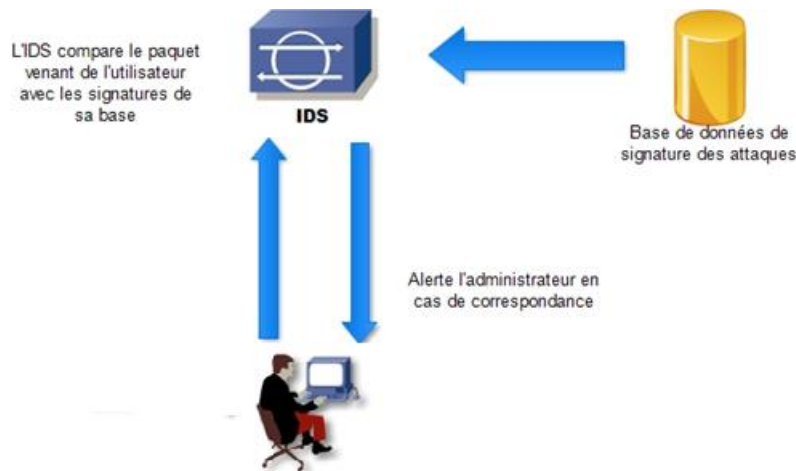 L'IDS compare le paquet
venant de l'utilisateur
avec les signatures de
sa base
IDS
Base de données de
signature des attaques
Alerte l'administrateur en
cas de correspondance